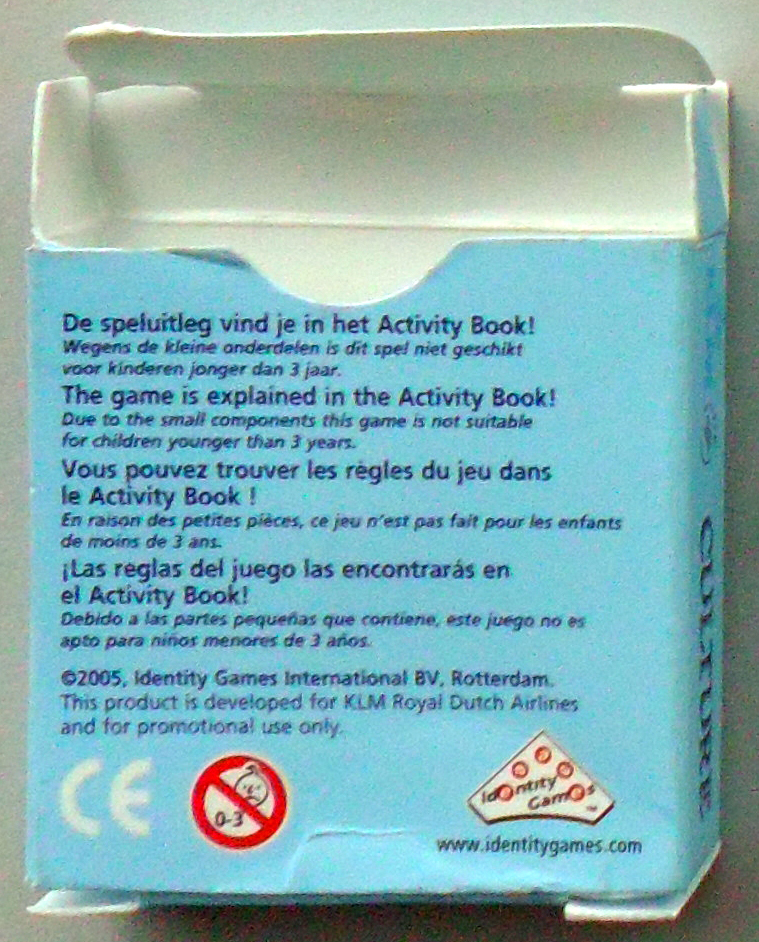 De speluitleg vind je in het Activity Book!
Wegens de kleine onderdelen is dit spel niet geschikt
voor kinderen jonger dan 3 jaar.
The game is explained in the Activity Book!
Due to the small components this game is not suitable
for children younger than 3 years.
Vous pouvez trouver les règles du jeu dans
le Activity Book !
En raison des petites pièces, ce jeu n'est pas fait pour les enfants
de moins de 3 ans.
¡Las reglas del juego las encontrarás en
el Activity Book!
Debido a las partes pequeñas que contiene, este juego no es
apto para niños menores de 3 años.
©2005, Identity Games International BV, Rotterdam.
This product is developed for KLM Royal Dutch Airlines
and for promotional use only.
CE
0-3
Identity
Games
™
www.identitygames.com
CULTURE